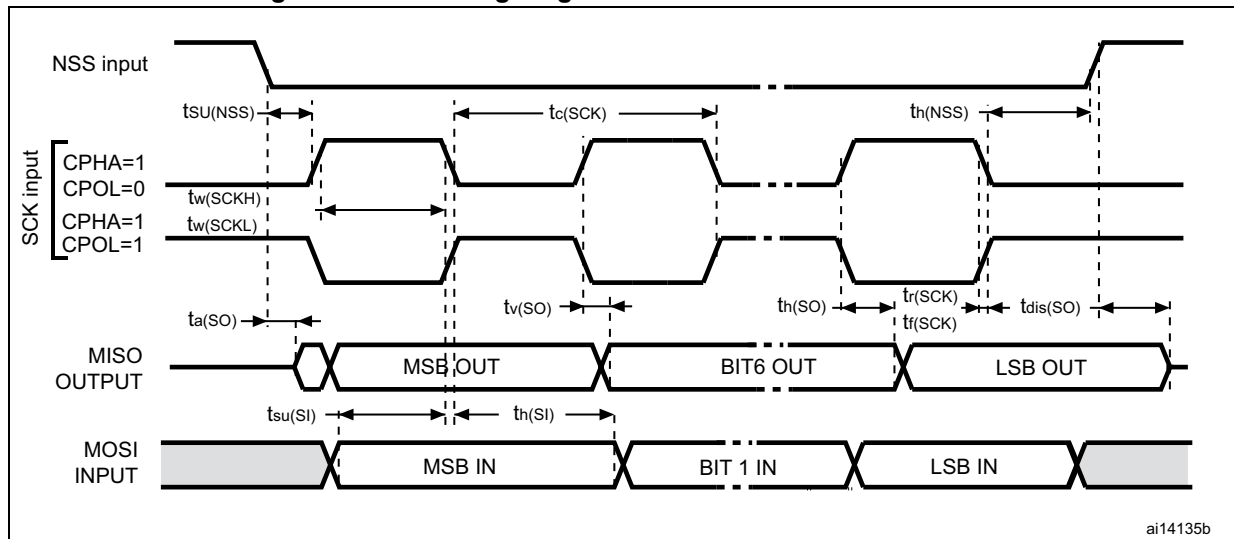 NSS input
tSU(NSS)
tc(SCK)
th(NSS)
SCK input
CPHA=1
CPOL=0
tw(SCKH)
CPHA=1
tw(SCKL)
CPOL=1
ta(SO)
tv(SO)
th(SO)
tr(SCK)
tf(SCK)
tdis(SO)
MISO
OUTPUT
MSB OUT
BIT6 OUT
LSB OUT
tsu(SI)
th(SI)
MOSI
INPUT
MSB IN
BIT 1 IN
LSB IN
ai14135b